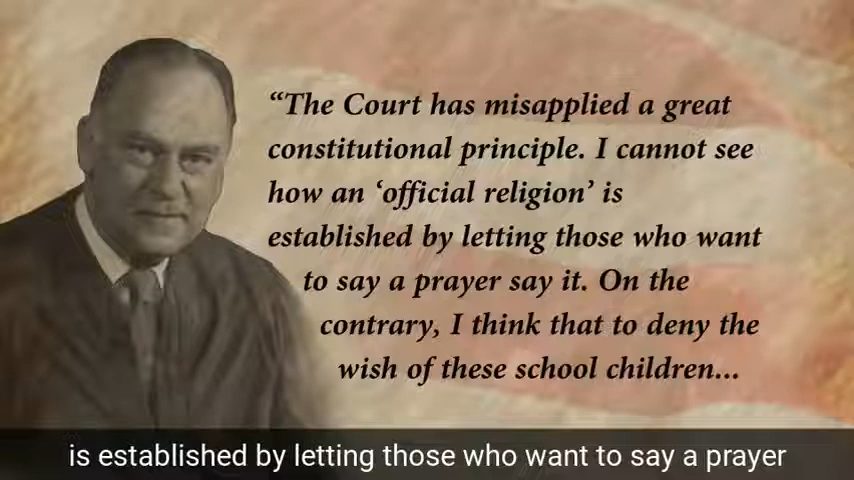 “The Court has misapplied a great
constitutional principle. I cannot see
how an ‘official religion’ is
established by letting those who want
to say a prayer say it. On the
contrary, I think that to deny the
wish of these school children...
is established by letting those who want to say a prayer